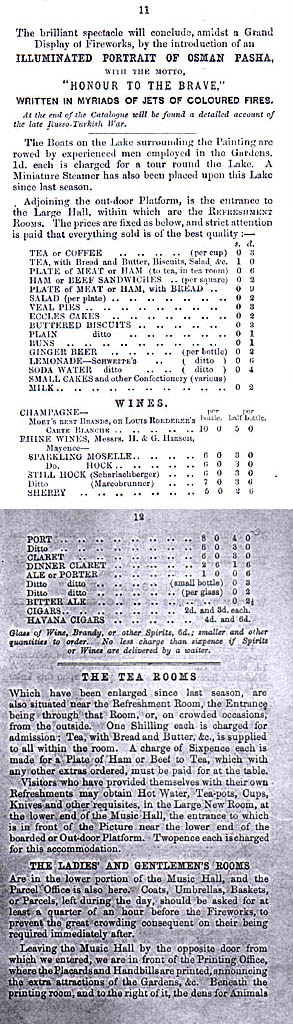 11
The brilliant spectacle will conclude, amidst a Grand
Display of Fireworks, by the introduction of an
ILLUMINATED PORTRAIT OF OSMAN PASHA,
WITH THE MOTTO,
"HONOUR TO THE BRAVE,"
WRITTEN IN MYRIADS OF JETS OF COLOURED FIRES.
At the end of the Catalogue will be found a detailed account of
the late Russo-Turkish War.
The Boats on the Lake surrounding the Painting are
rowed by experienced men employed in the Gardens.
1d. each is charged for a tour round the Lake. A
Miniature Steamer has also been placed upon this Lake
since last season.
Adjoining the out-door Platform, is the entrance to
the Large Hall, within which are the REFRESHMENT
ROOMS. The prices are fixed as below, and strict attention
is paid that everything sold is of the best quality:—
s. d.
TEA or COFFEE .. .. .. .. (per cup) 0 3
TEA, with Bread and Butter, Biscuits, Salad, &c. 1 0
PLATE of MEAT or HAM (to tea, in tea room) 0 6
HAM or BEEF SANDWICHES .. (per square) 0 2
PLATE of MEAT or HAM, with BREAD .. 0 9
SALAD (per plate) .. .. .. .. .. 0 2
VEAL PIES .. .. .. .. .. .. 0 3
ECCLES CAKES .. .. .. .. .. 0 2
BUTTERED BISCUITS .. .. .. .. 0 2
PLAIN ditto .. .. .. .. 0 1
BUNS .. .. .. .. .. .. 0 1
GINGER BEER .. .. .. (per bottle) 0 2
LEMONADE—SCHWEPPE'S .. ( ditto ) 0 6
SODA WATER ditto .. .. ( ditto ) 0 4
SMALL CAKES and other Confectionery (various)
MILK .. .. .. .. .. .. .. 0 2
WINES.
CHAMPAGNE— per bottle. per half bottle.
MOET'S BEST BRANDS, OR LOUIS ROEDERER'S
CARTE BLANCHE .. .. .. .. 10 0 5 0
RHINE WINES, Messrs. H. & G. HIRSCH,
Mayence—
SPARKLING MOSELLE .. .. .. 6 0 3 0
Do. HOCK .. .. .. .. 6 0 3 0
STILL HOCK (Scharlachberger) .. .. 6 0 3 0
Ditto (Marcobrunner) .. .. 7 0 3 6
SHERRY .. .. .. .. .. .. 5 0 2 6
12
PORT .. .. .. .. .. .. 8 0 4 0
Ditto .. .. .. .. .. .. 6 0 3 0
CLARET .. .. .. .. .. .. 6 0 3 0
DINNER CLARET .. .. .. .. 2 6 1 6
ALE or PORTER .. .. .. .. 1 0 0 6
Ditto ditto .. .. .. (small bottle) 0 3
Ditto ditto .. .. .. (per glass) 0 2
BITTER ALE .. .. .. .. .. 0 2½
CIGARS .. .. .. .. .. 2d. and 3d. each.
HAVANA CIGARS .. .. .. .. 4d. and 6d.
Glass of Wine, Brandy, or other Spirits, 6d.; smaller and other
quantities to order. No less charge than sixpence if Spirits
or Wines are delivered by a waiter.
THE TEA ROOMS
Which have been enlarged since last season, are
also situated near the Refreshment Room, the Entrance
being through that Room, or, on crowded occasions,
from the outside. One Shilling each is charged for
admission; Tea, with Bread and Butter, &c., is supplied
to all within the room. A charge of Sixpence each is
made for a Plate of Ham or Beef to Tea, which with
any other extras ordered, must be paid for at the table.
Visitors who have provided themselves with their own
Refreshments may obtain Hot Water, Tea-pots, Cups,
Knives and other requisites, in the Large New Room, at
the lower end of the Music Hall, the entrance to which
is in front of the Picture near the lower end of the
boarded or Out-door Platform. Twopence each is charged
for this accommodation.
THE LADIES' AND GENTLEMEN'S ROOMS
Are in the lower portion of the Music Hall, and the
Parcel Office is also here. Coats, Umbrellas, Baskets,
or Parcels, left during the day, should be asked for at
least a quarter of an hour before the Fireworks, to
prevent the great crowding consequent on their being
required immediately after.
Leaving the Music Hall by the opposite door from
which we entered, we are in front of the Printing Office,
where the Placards and Handbills are printed, announcing
the extra attractions of the Gardens, &c. Beneath the
printing room, and to the right of it, the dens for Animals